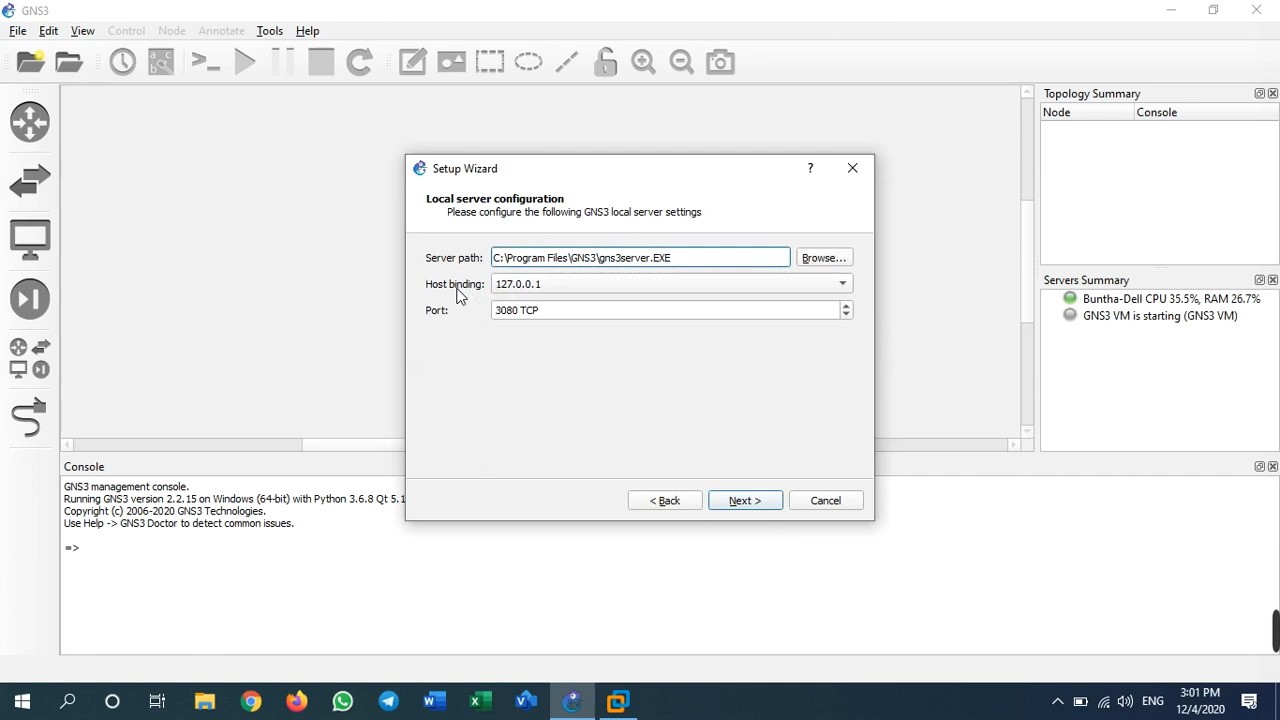 GNS3
File Edit View Control Node Annotate Tools Help
Topology Summary
Node Console
Setup Wizard
?
Local server configuration
Please configure the following GNS3 local server settings
Server path: C:\Program Files\GNS3\gns3server.EXE Browse...
Host binding: 127.0.0.1
Port: 3080 TCP
Servers Summary
Buntha-Dell CPU 35.5%, RAM 26.7%
GNS3 VM is starting (GNS3 VM)
< Back Next > Cancel
Console
GNS3 management console.
Running GNS3 version 2.2.15 on Windows (64-bit) with Python 3.6.8 Qt 5.1
Copyright (c) 2006-2020 GNS3 Technologies.
Use Help -> GNS3 Doctor to detect common issues.
=>
ENG
3:01 PM
12/4/2020